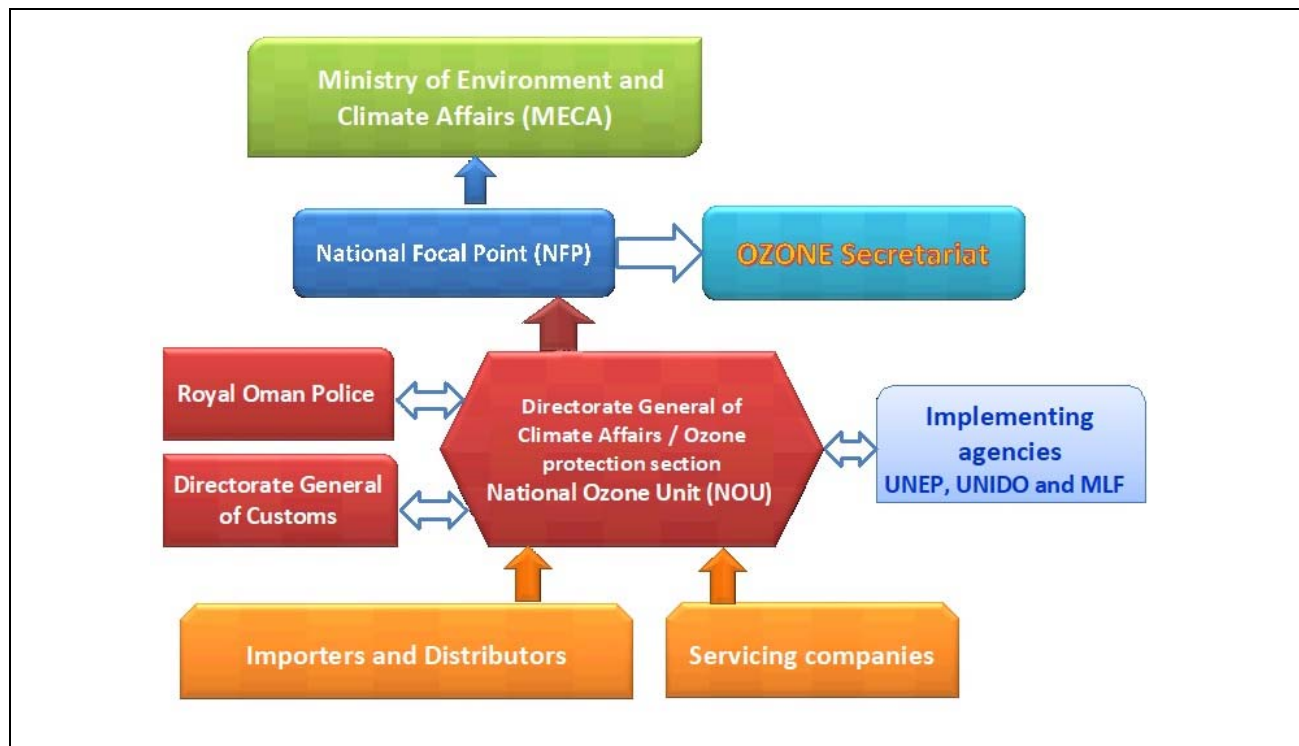 Ministry of Environment and
Climate Affairs (MECA)
National Focal Point (NFP)
OZONE Secretariat
Royal Oman Police
Directorate General
of Customs
Directorate General of
Climate Affairs / Ozone
protection section
National Ozone Unit (NOU)
Implementing
agencies
UNEP, UNIDO and MLF
Importers and Distributors
Servicing companies